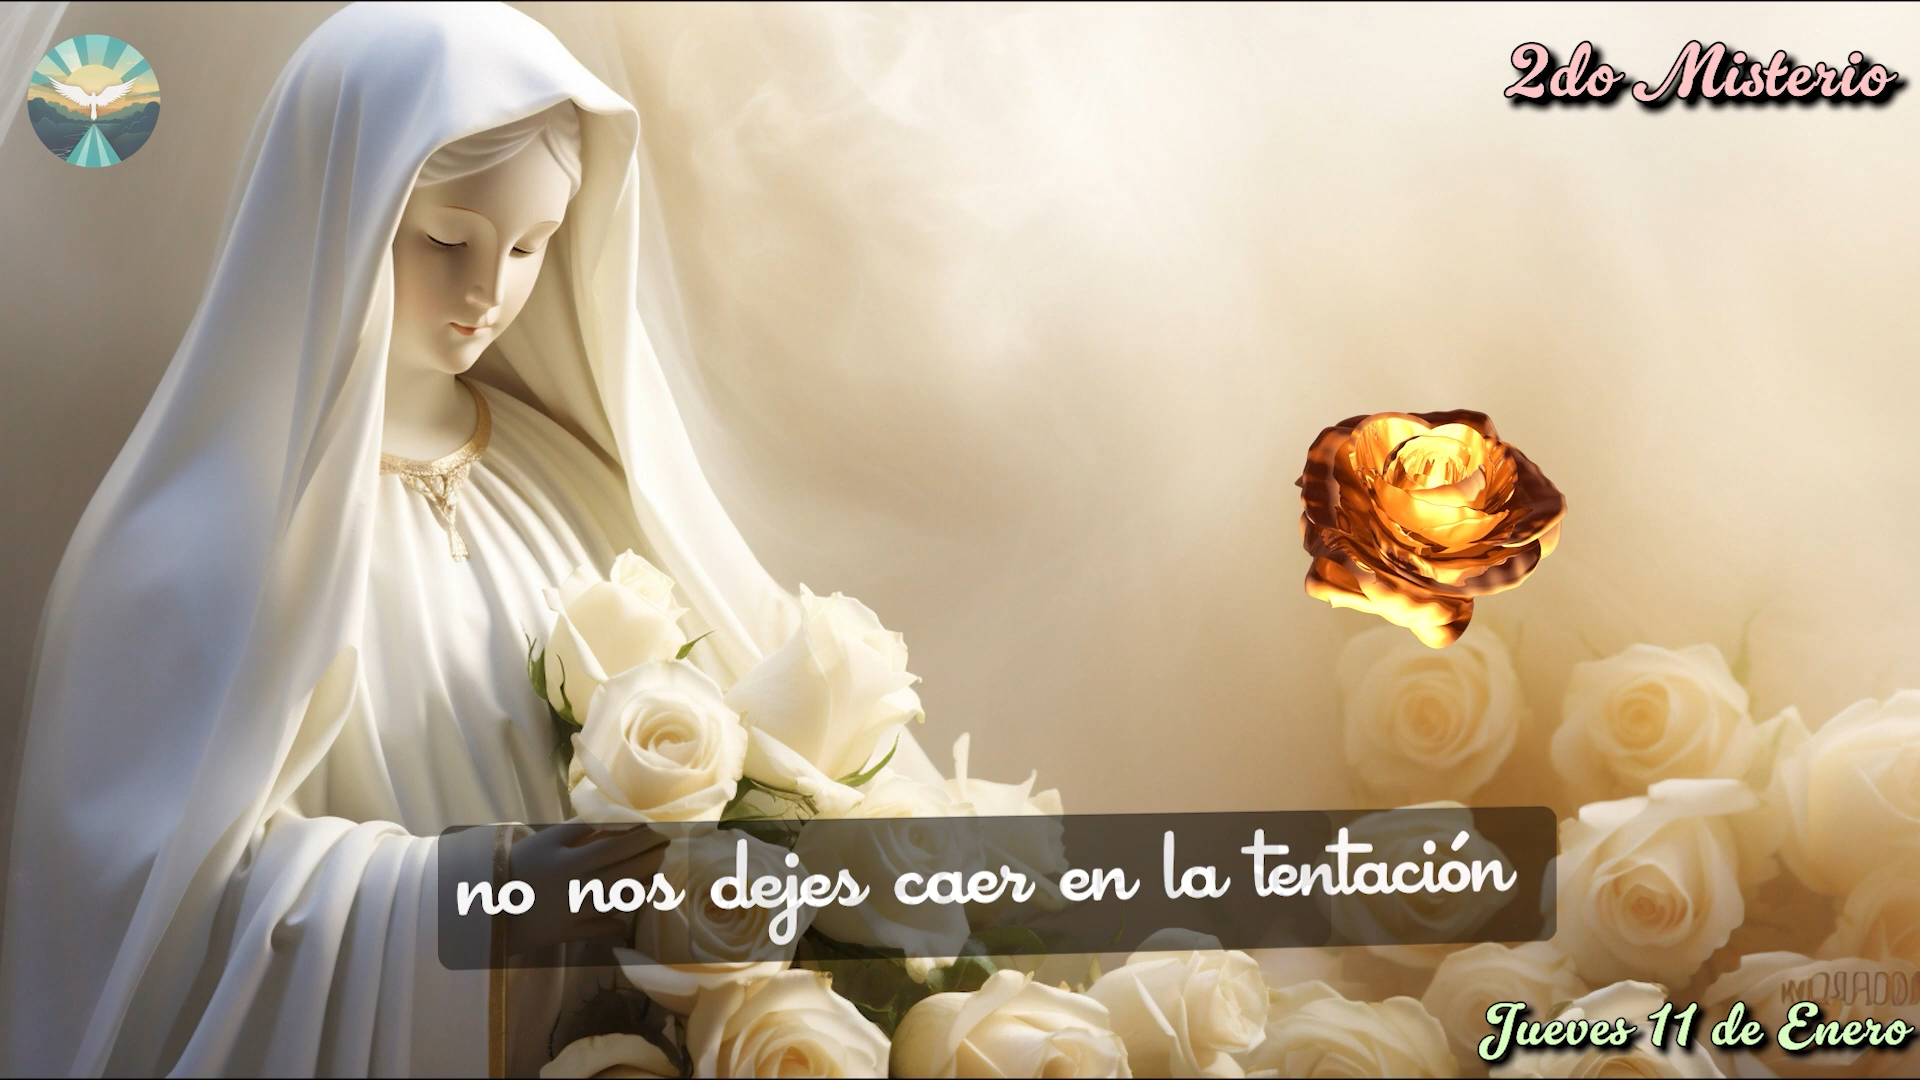 2do Misterio
no nos dejes caer en la tentación
Jueves 11 de Enero